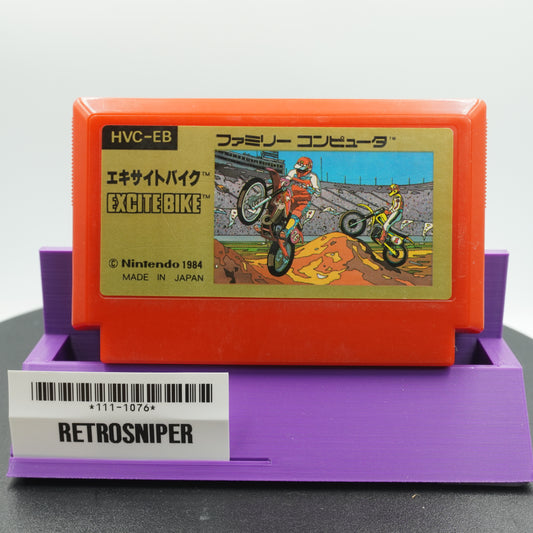 HVC-EB
ファミリー コンピュータ™
エキサイトバイク™
EXCITE BIKE™
© Nintendo 1984
MADE IN JAPAN
*111-1076*
RETROSNIPER